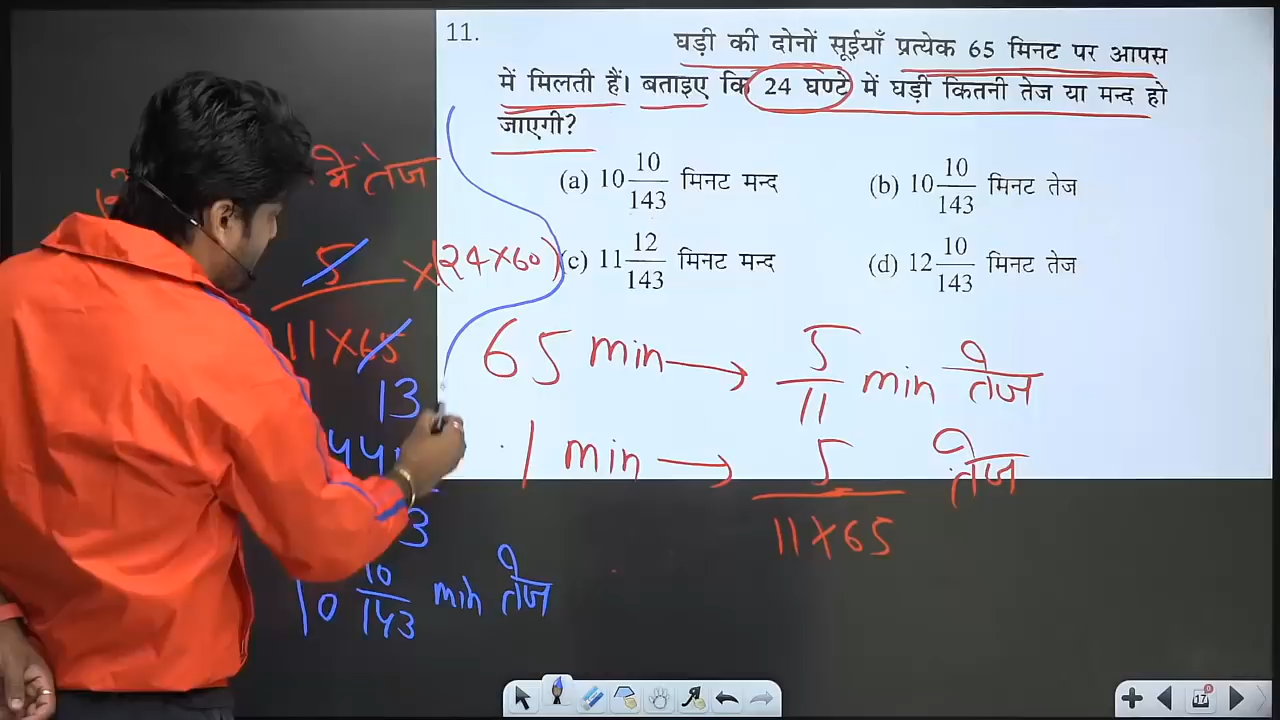 11. घड़ी की दोनों सूईयाँ प्रत्येक 65 मिनट पर आपस
में मिलती हैं। बताइए कि 24 घण्टे में घड़ी कितनी तेज या मन्द हो
जाएगी?
(a) 10 10/143 मिनट मन्द
(b) 10 10/143 मिनट तेज
(c) 11 12/143 मिनट मन्द
(d) 12 10/143 मिनट तेज
में तेज
5/11×65 ×(24×60)
13
3
10 10/143 min तेज
65 min → 5/11 min तेज
1 min → 5/11×65 तेज
17